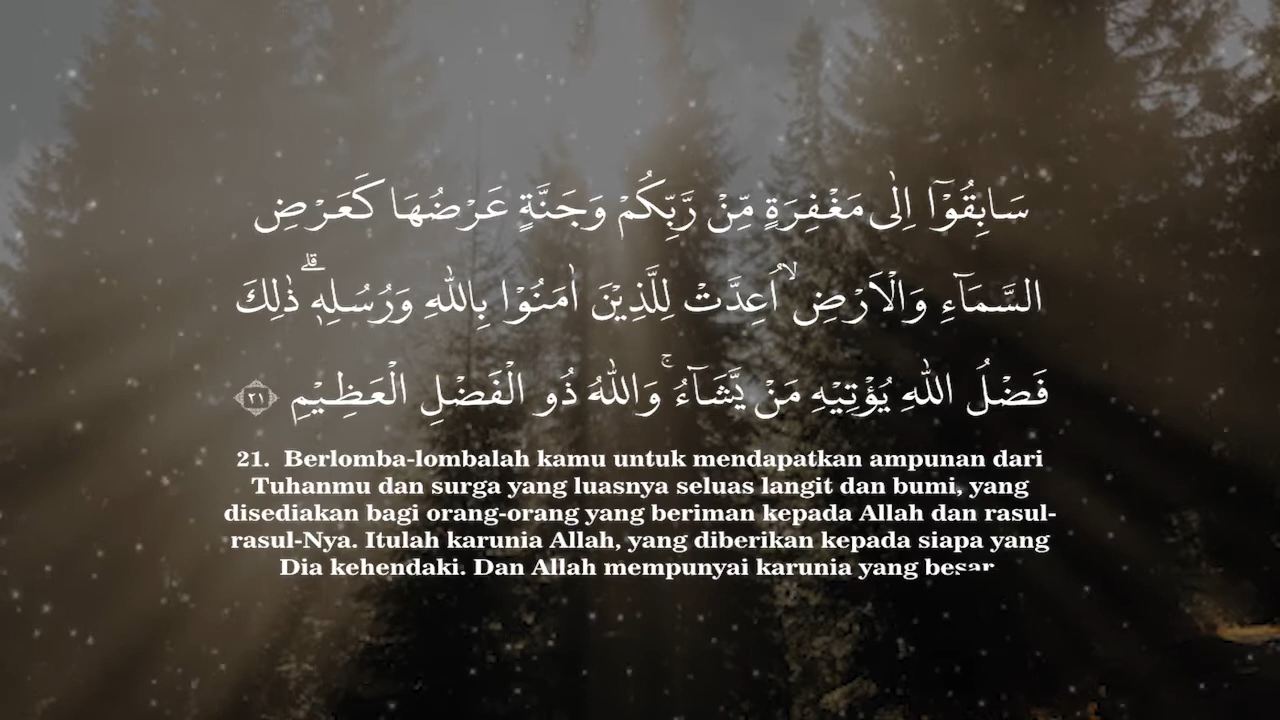 سَابِقُوْٓا اِلٰى مَغْفِرَةٍ مِّنْ رَّبِّكُمْ وَجَنَّةٍ عَرْضُهَا كَعَرْضِ
السَّمَاۤءِ وَالْاَرْضِۙ اُعِدَّتْ لِلَّذِيْنَ اٰمَنُوْا بِاللّٰهِ وَرُسُلِهٖۗ ذٰلِكَ
فَضْلُ اللّٰهِ يُؤْتِيْهِ مَنْ يَّشَاۤءُۚ وَاللّٰهُ ذُو الْفَضْلِ الْعَظِيْمِ ٢١
21. Berlomba-lombalah kamu untuk mendapatkan ampunan dari
Tuhanmu dan surga yang luasnya seluas langit dan bumi, yang
disediakan bagi orang-orang yang beriman kepada Allah dan rasul-
rasul-Nya. Itulah karunia Allah, yang diberikan kepada siapa yang
Dia kehendaki. Dan Allah mempunyai karunia yang besar